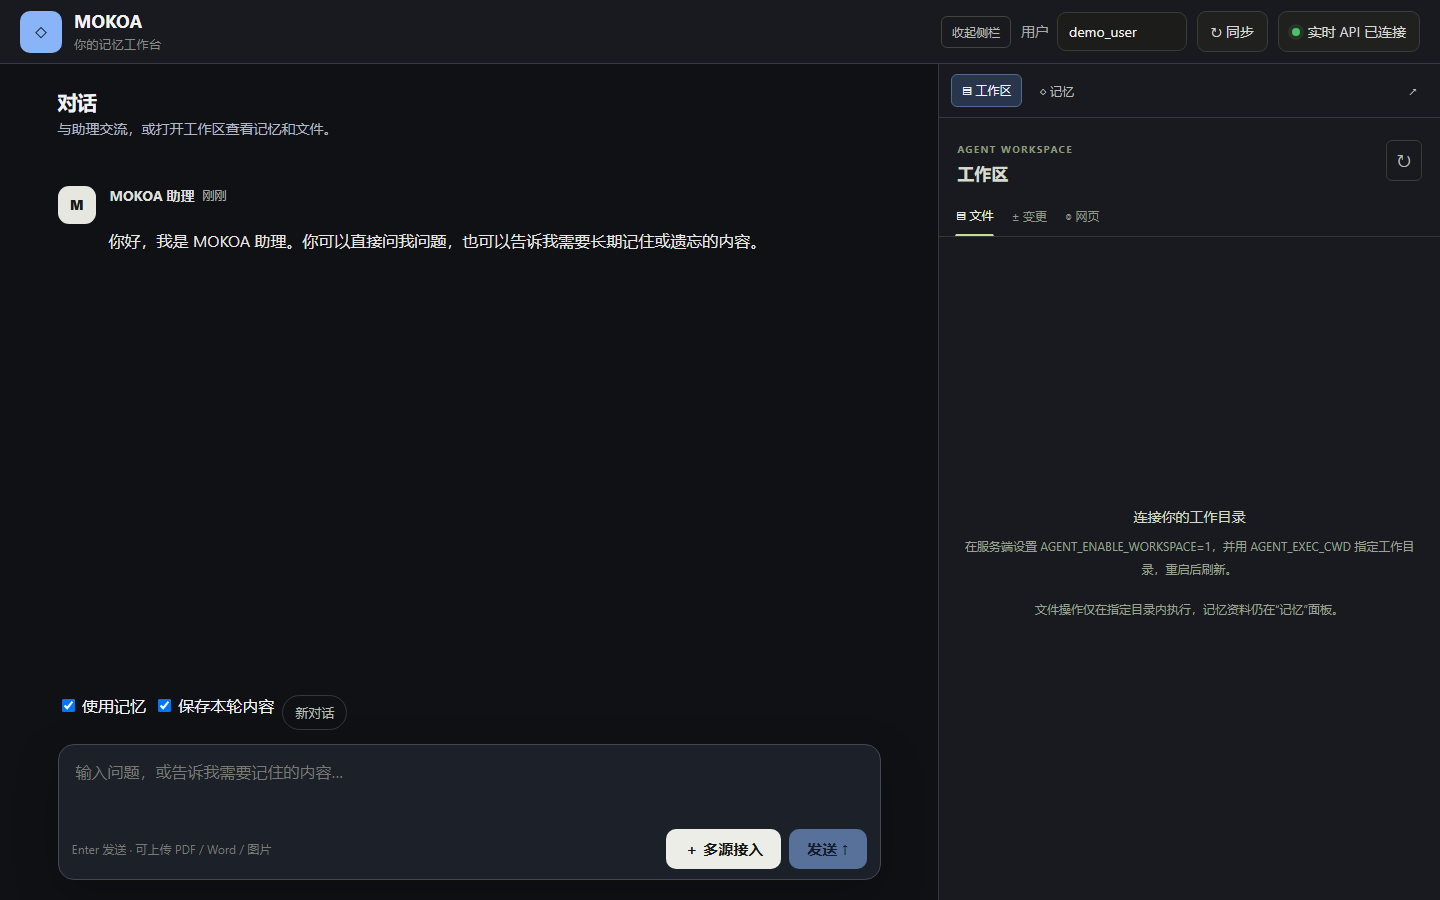 MOKOA
你的记忆工作台
收起侧栏
用户
demo_user
↻ 同步
实时 API 已连接
对话
与助理交流，或打开工作区查看记忆和文件。
M
MOKOA 助理 刚刚
你好，我是 MOKOA 助理。你可以直接问我问题，也可以告诉我需要长期记住或遗忘的内容。
使用记忆
保存本轮内容
新对话
输入问题，或告诉我需要记住的内容...
Enter 发送 · 可上传 PDF / Word / 图片
+ 多源接入
发送 ↑
工作区
记忆
AGENT WORKSPACE
工作区
文件
± 变更
网页
连接你的工作目录
在服务端设置 AGENT_ENABLE_WORKSPACE=1，并用 AGENT_EXEC_CWD 指定工作目
录，重启后刷新。
文件操作仅在指定目录内执行，记忆资料仍在“记忆”面板。